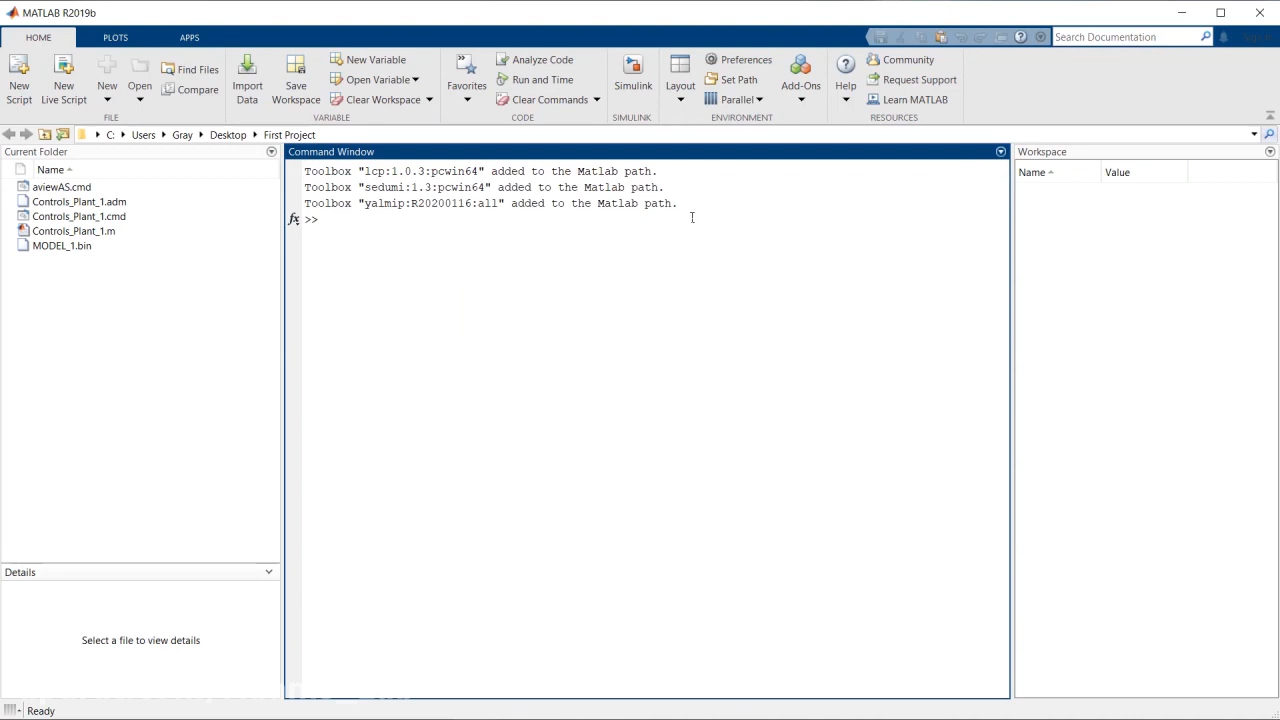 MATLAB R2019b
HOME
PLOTS
APPS
Search Documentation
New Script
New Live Script
New
Open
Find Files
Compare
FILE
Import Data
Save Workspace
New Variable
Open Variable
Clear Workspace
VARIABLE
Favorites
Analyze Code
Run and Time
Clear Commands
CODE
Simulink
SIMULINK
Layout
Preferences
Set Path
Parallel
Add-Ons
ENVIRONMENT
Help
Community
Request Support
Learn MATLAB
RESOURCES
C: Users Gray Desktop First Project
Current Folder
Name
aviewAS.cmd
Controls_Plant_1.adm
Controls_Plant_1.cmd
Controls_Plant_1.m
MODEL_1.bin
Details
Select a file to view details
Command Window
Toolbox "lcp:1.0.3:pcwin64" added to the Matlab path.
Toolbox "sedumi:1.3:pcwin64" added to the Matlab path.
Toolbox "yalmip:R20200116:all" added to the Matlab path.
fx >>
Workspace
Name Value
Ready